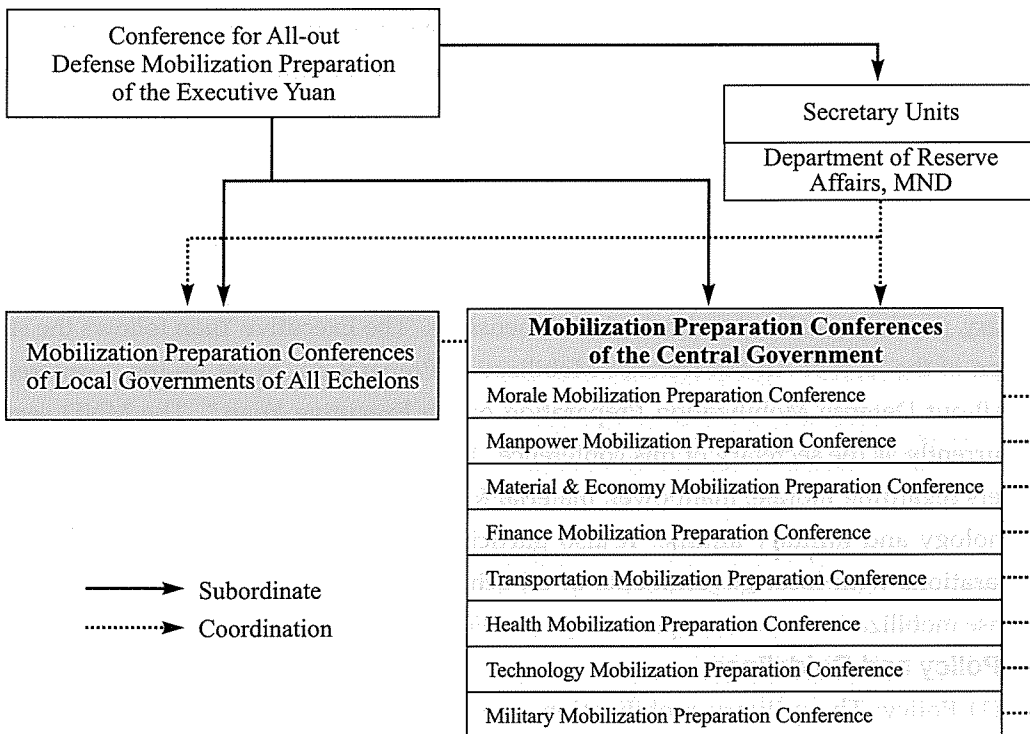 Conference for All-out
Defense Mobilization Preparation
of the Executive Yuan
Secretary Units
Department of Reserve
Affairs, MND
Mobilization Preparation Conferences
of Local Governments of All Echelons
Mobilization Preparation Conferences
of the Central Government
Morale Mobilization Preparation Conference
Manpower Mobilization Preparation Conference
Material & Economy Mobilization Preparation Conference
Finance Mobilization Preparation Conference
Transportation Mobilization Preparation Conference
Health Mobilization Preparation Conference
Technology Mobilization Preparation Conference
Military Mobilization Preparation Conference
Subordinate
Coordination